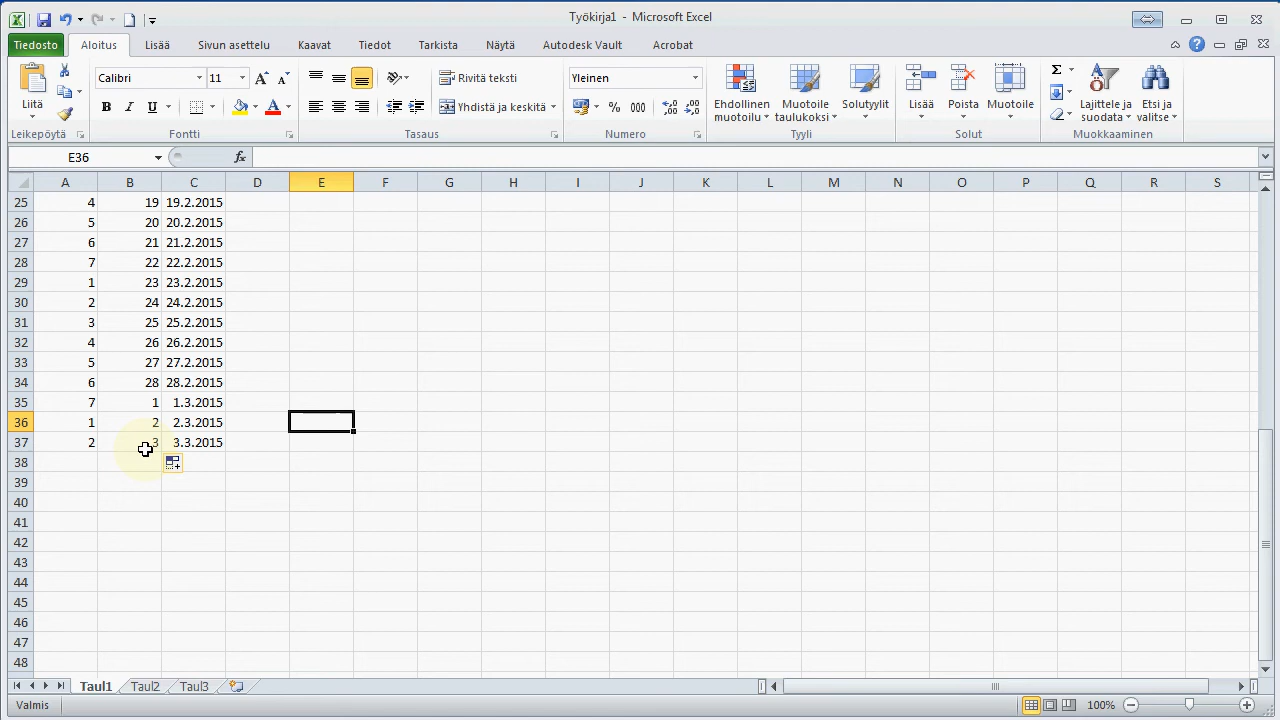 Työkirja1 - Microsoft Excel
Tiedosto Aloitus Lisää Sivun asettelu Kaavat Tiedot Tarkista Näytä Autodesk Vault Acrobat
Liitä
Calibri 11
B I U A
Rivitä teksti
Yhdistä ja keskitä
Yleinen
% 000
Ehdollinen muotoilu
Muotoile taulukoksi
Solutyylit
Lisää
Poista
Muotoile
Σ
Lajittele ja suodata
Etsi ja valitse
Leikepöytä Fontti Tasaus Numero Tyyli Solut Muokkaaminen
E36 fx
A B C D E F G H I J K L M N O P Q R S
25 4 19 19.2.2015
26 5 20 20.2.2015
27 6 21 21.2.2015
28 7 22 22.2.2015
29 1 23 23.2.2015
30 2 24 24.2.2015
31 3 25 25.2.2015
32 4 26 26.2.2015
33 5 27 27.2.2015
34 6 28 28.2.2015
35 7 1 1.3.2015
36 1 2 2.3.2015
37 2 3 3.3.2015
38
39
40
41
42
43
44
45
46
47
48
Taul1 Taul2 Taul3
Valmis 100%